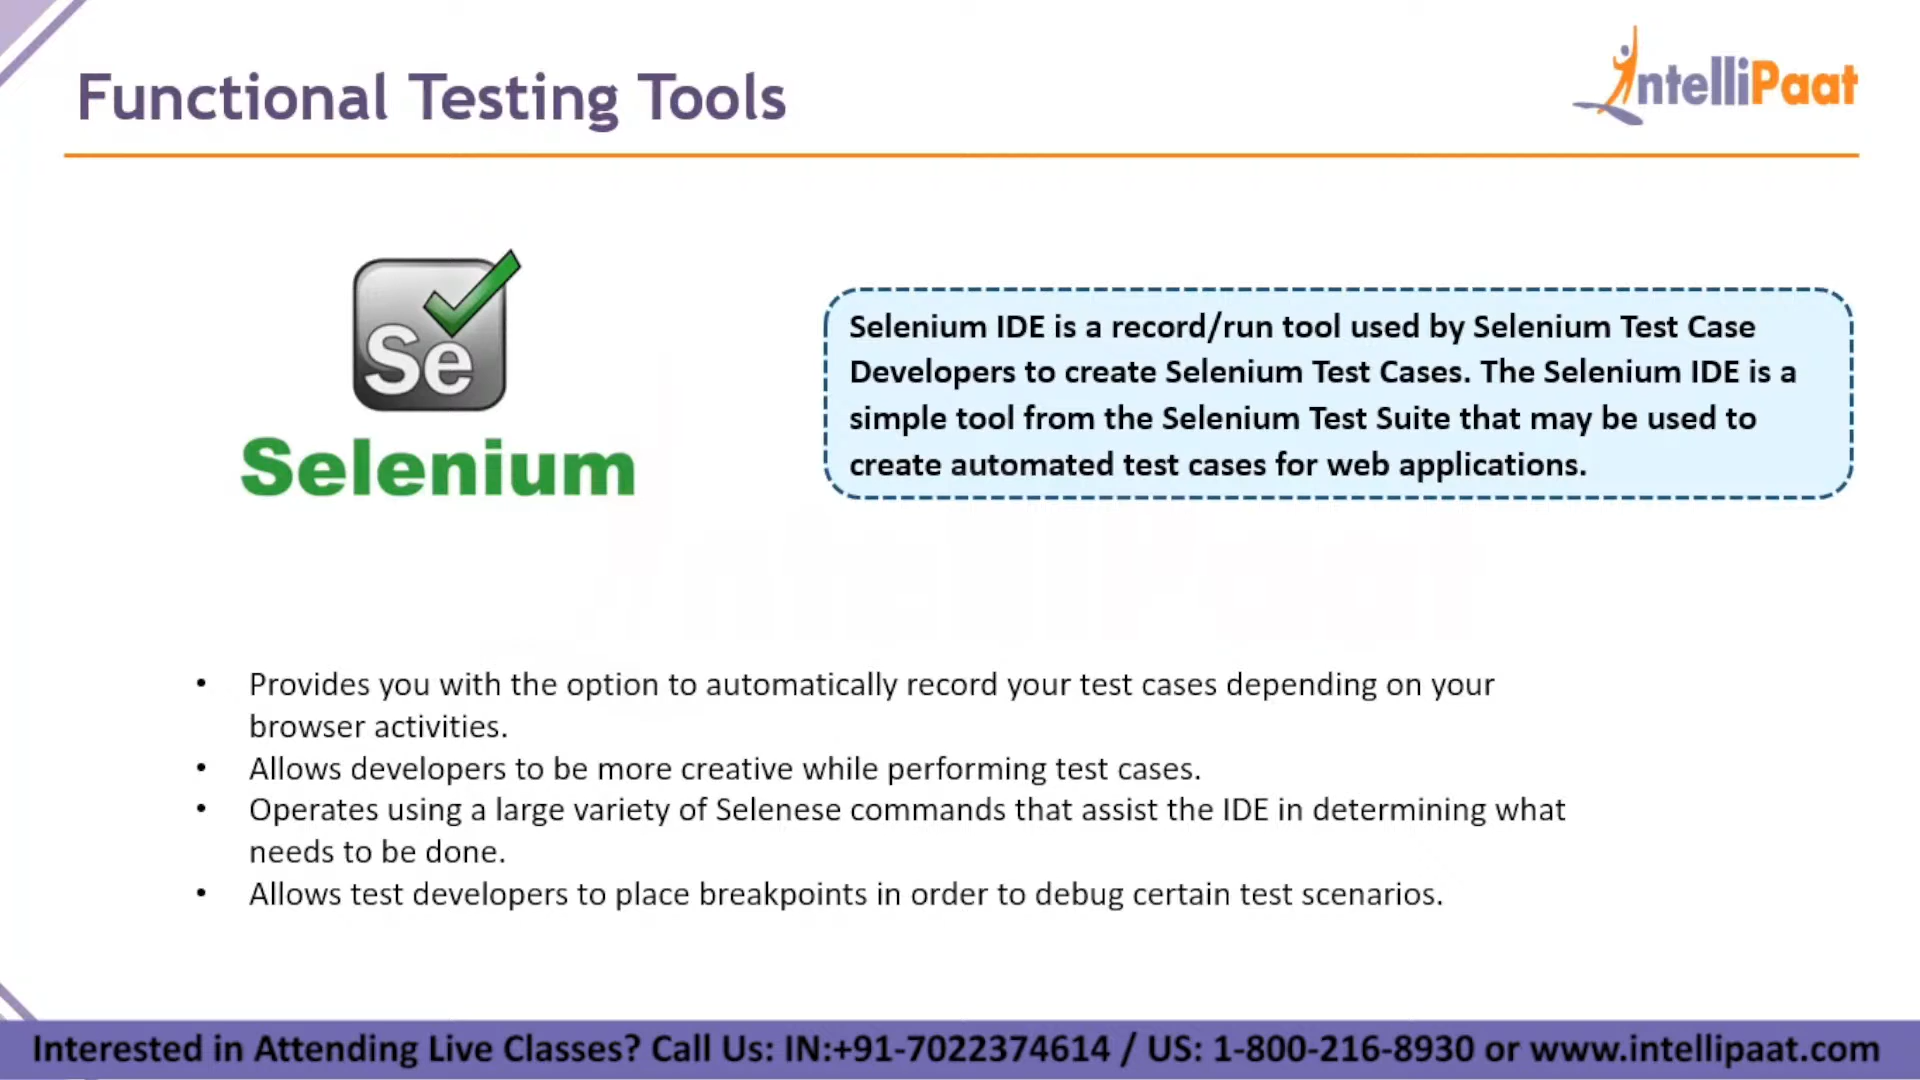 Functional Testing Tools
IntelliPaat
Se
Selenium
Selenium IDE is a record/run tool used by Selenium Test Case
Developers to create Selenium Test Cases. The Selenium IDE is a
simple tool from the Selenium Test Suite that may be used to
create automated test cases for web applications.
• Provides you with the option to automatically record your test cases depending on your
browser activities.
• Allows developers to be more creative while performing test cases.
• Operates using a large variety of Selenese commands that assist the IDE in determining what
needs to be done.
• Allows test developers to place breakpoints in order to debug certain test scenarios.
Interested in Attending Live Classes? Call Us: IN:+91-7022374614 / US: 1-800-216-8930 or www.intellipaat.com